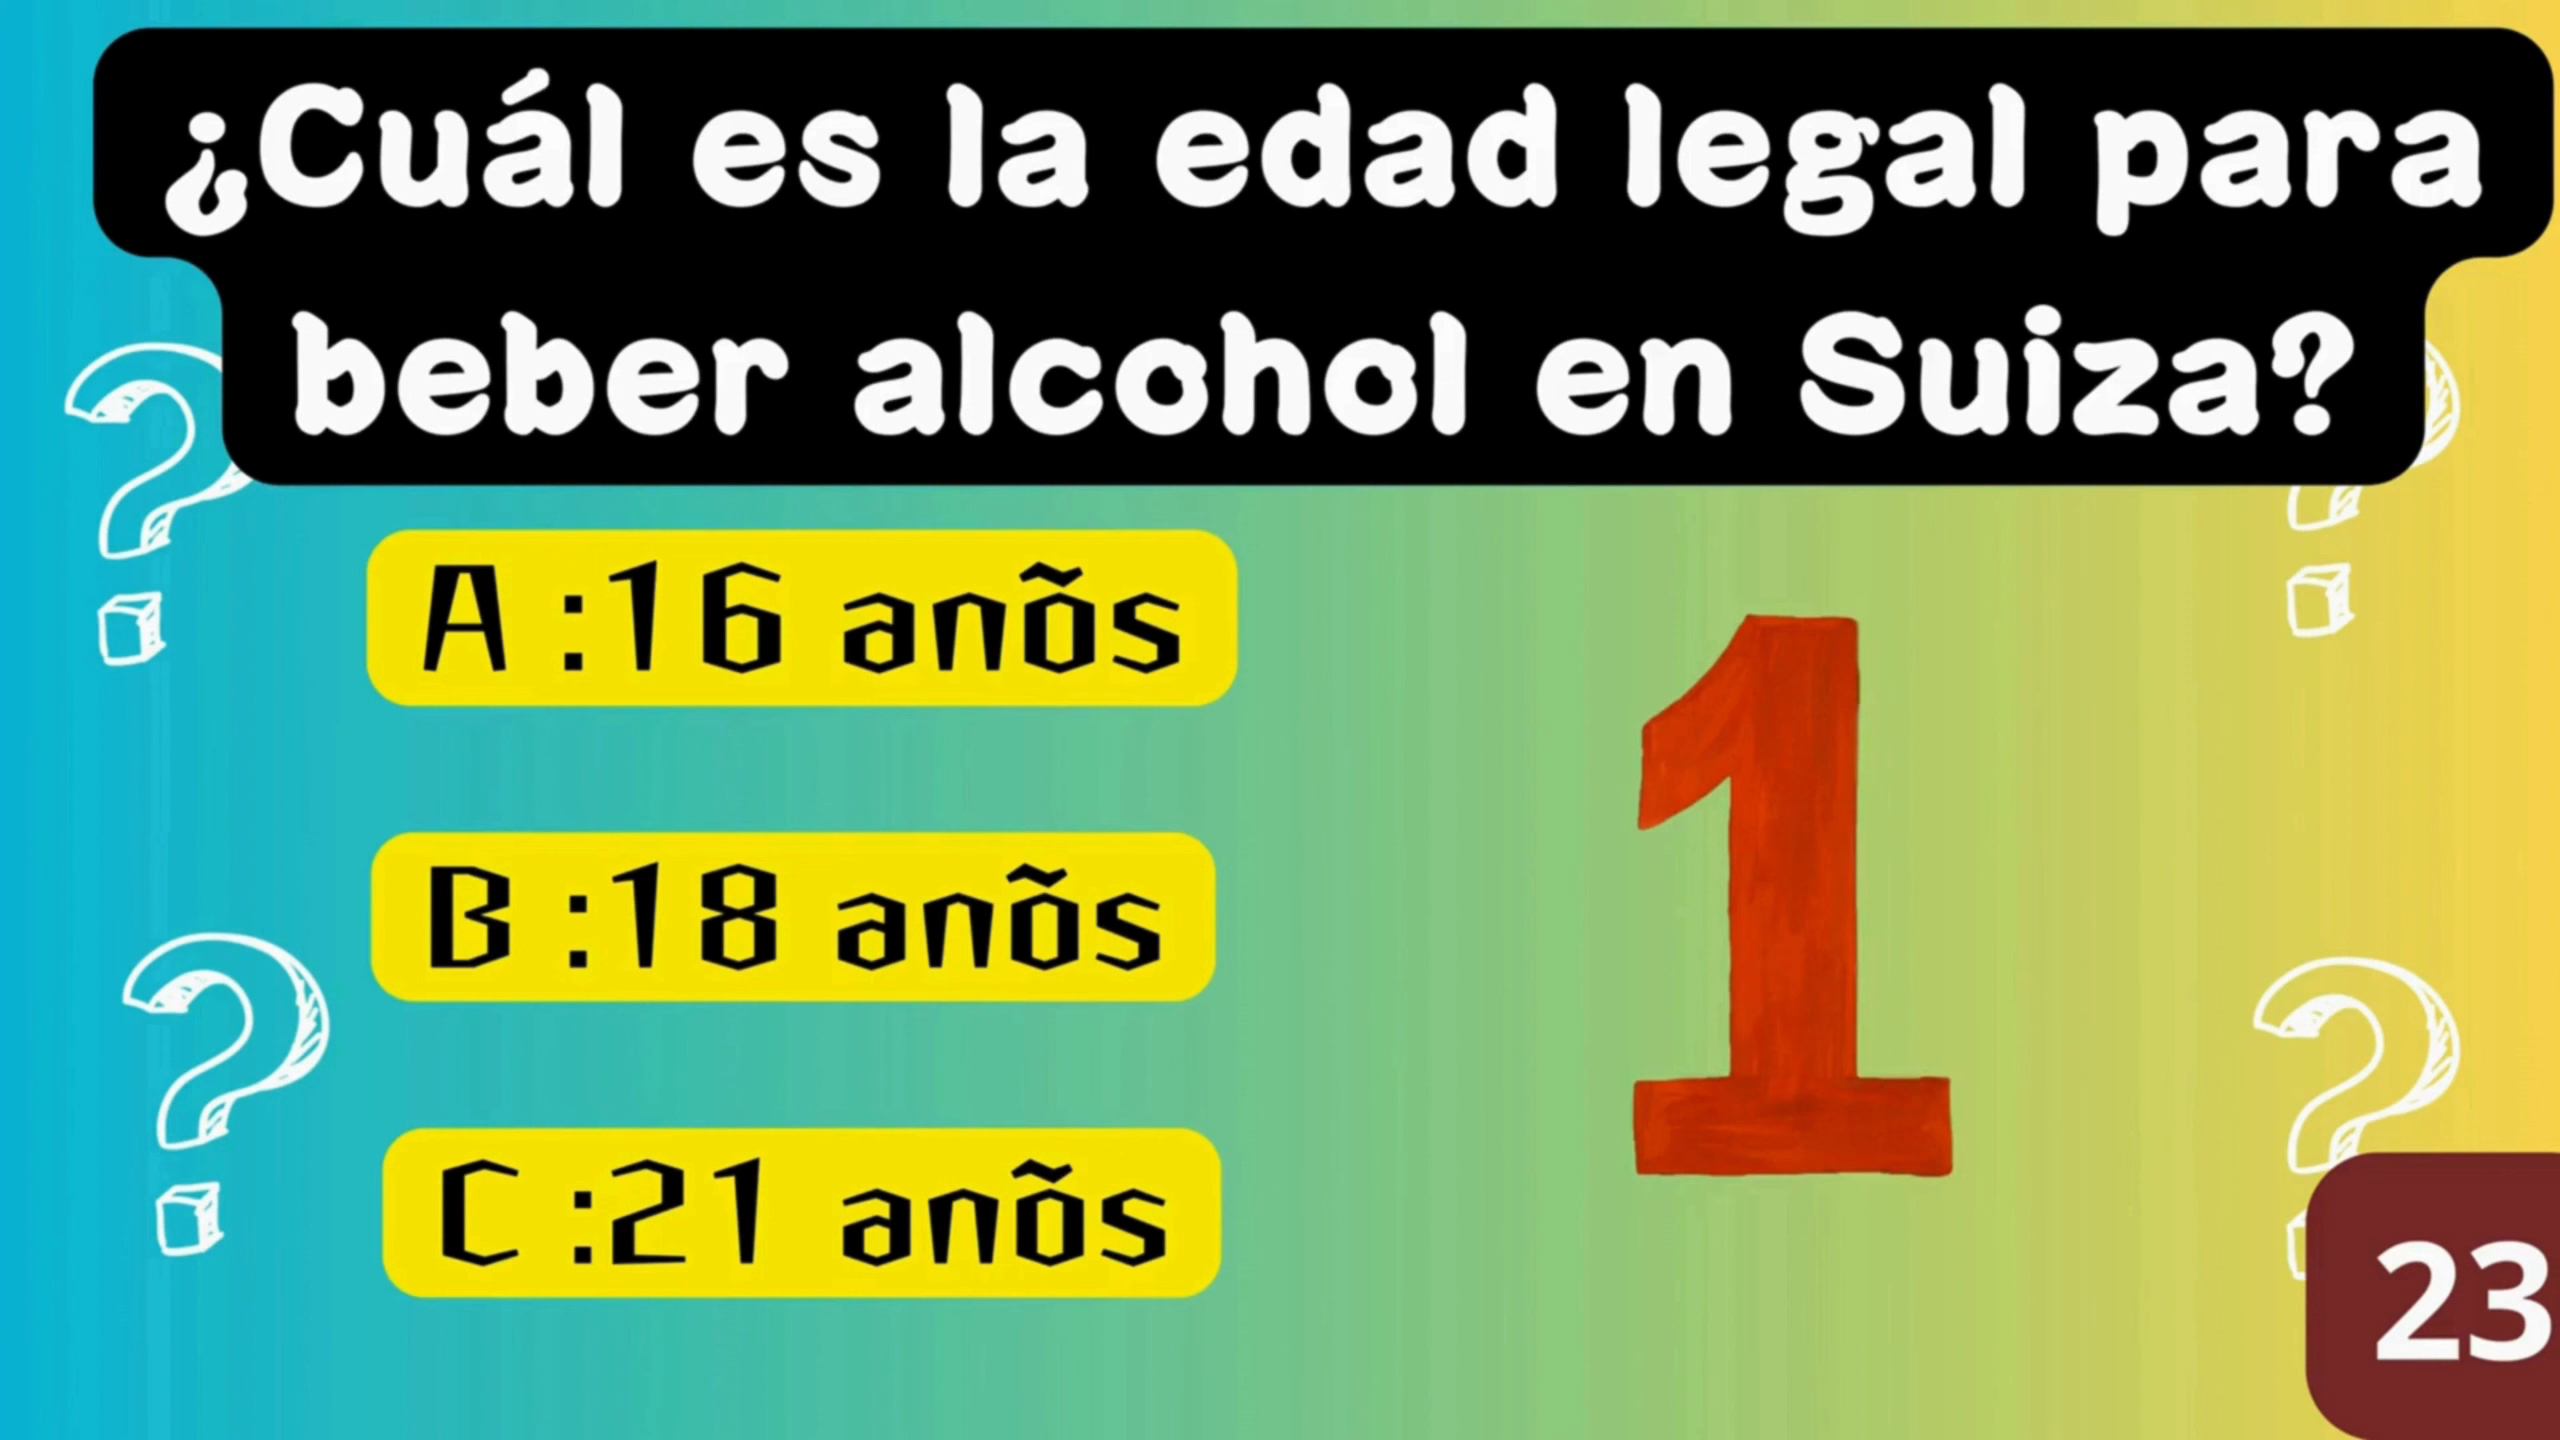 ¿Cuál es la edad legal para
beber alcohol en Suiza?
A :16 anõs
B :18 anõs
C :21 anõs
1
23